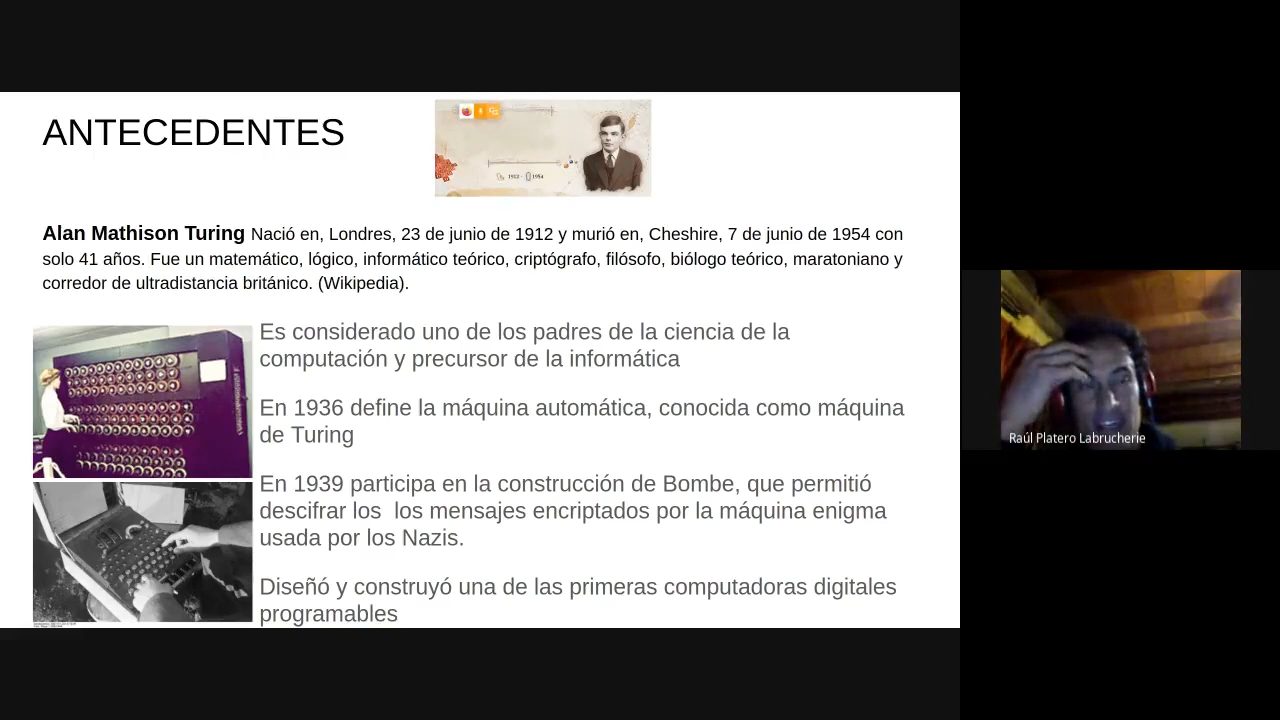 ANTECEDENTES
1912 - 1954
Alan Mathison Turing Nació en, Londres, 23 de junio de 1912 y murió en, Cheshire, 7 de junio de 1954 con
solo 41 años. Fue un matemático, lógico, informático teórico, criptógrafo, filósofo, biólogo teórico, maratoniano y
corredor de ultradistancia británico. (Wikipedia).
Es considerado uno de los padres de la ciencia de la
computación y precursor de la informática
En 1936 define la máquina automática, conocida como máquina
de Turing
En 1939 participa en la construcción de Bombe, que permitió
descifrar los  los mensajes encriptados por la máquina enigma
usada por los Nazis.
Diseñó y construyó una de las primeras computadoras digitales
programables
Raúl Platero Labrucherie